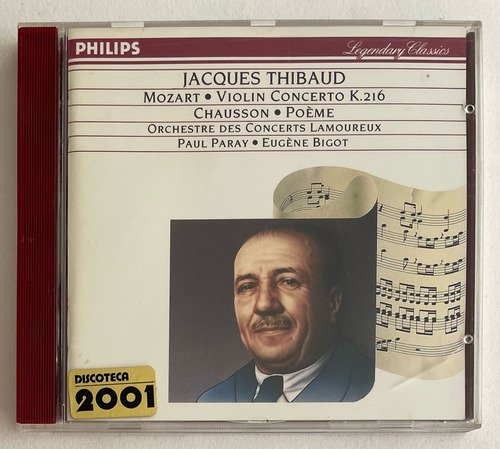 PHILIPS
Legendary Classics
JACQUES THIBAUD
MOZART • VIOLIN CONCERTO K.216
CHAUSSON • POÈME
ORCHESTRE DES CONCERTS LAMOUREUX
PAUL PARAY • EUGÈNE BIGOT
DISCOTECA
2001